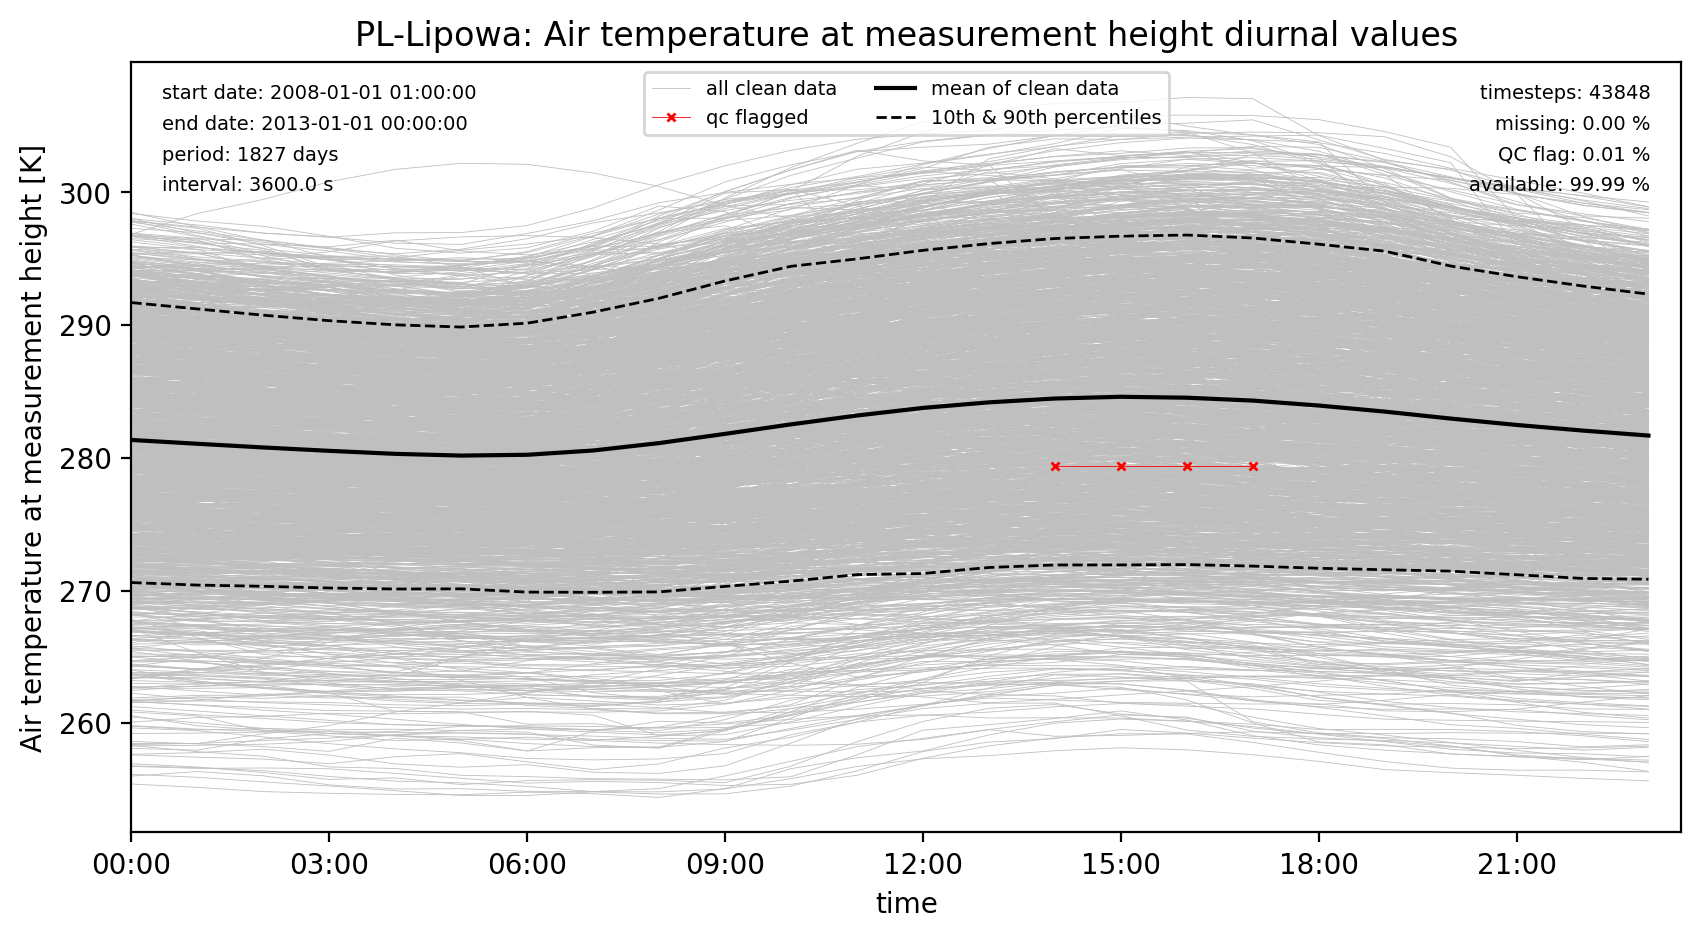 PL-Lipowa: Air temperature at measurement height diurnal values
start date: 2008-01-01 01:00:00
end date: 2013-01-01 00:00:00
period: 1827 days
interval: 3600.0 s
all clean data
qc flagged
mean of clean data
10th & 90th percentiles
timesteps: 43848
missing: 0.00 %
QC flag: 0.01 %
available: 99.99 %
Air temperature at measurement height [K]
300
290
280
270
260
00:00 03:00 06:00 09:00 12:00 15:00 18:00 21:00
time